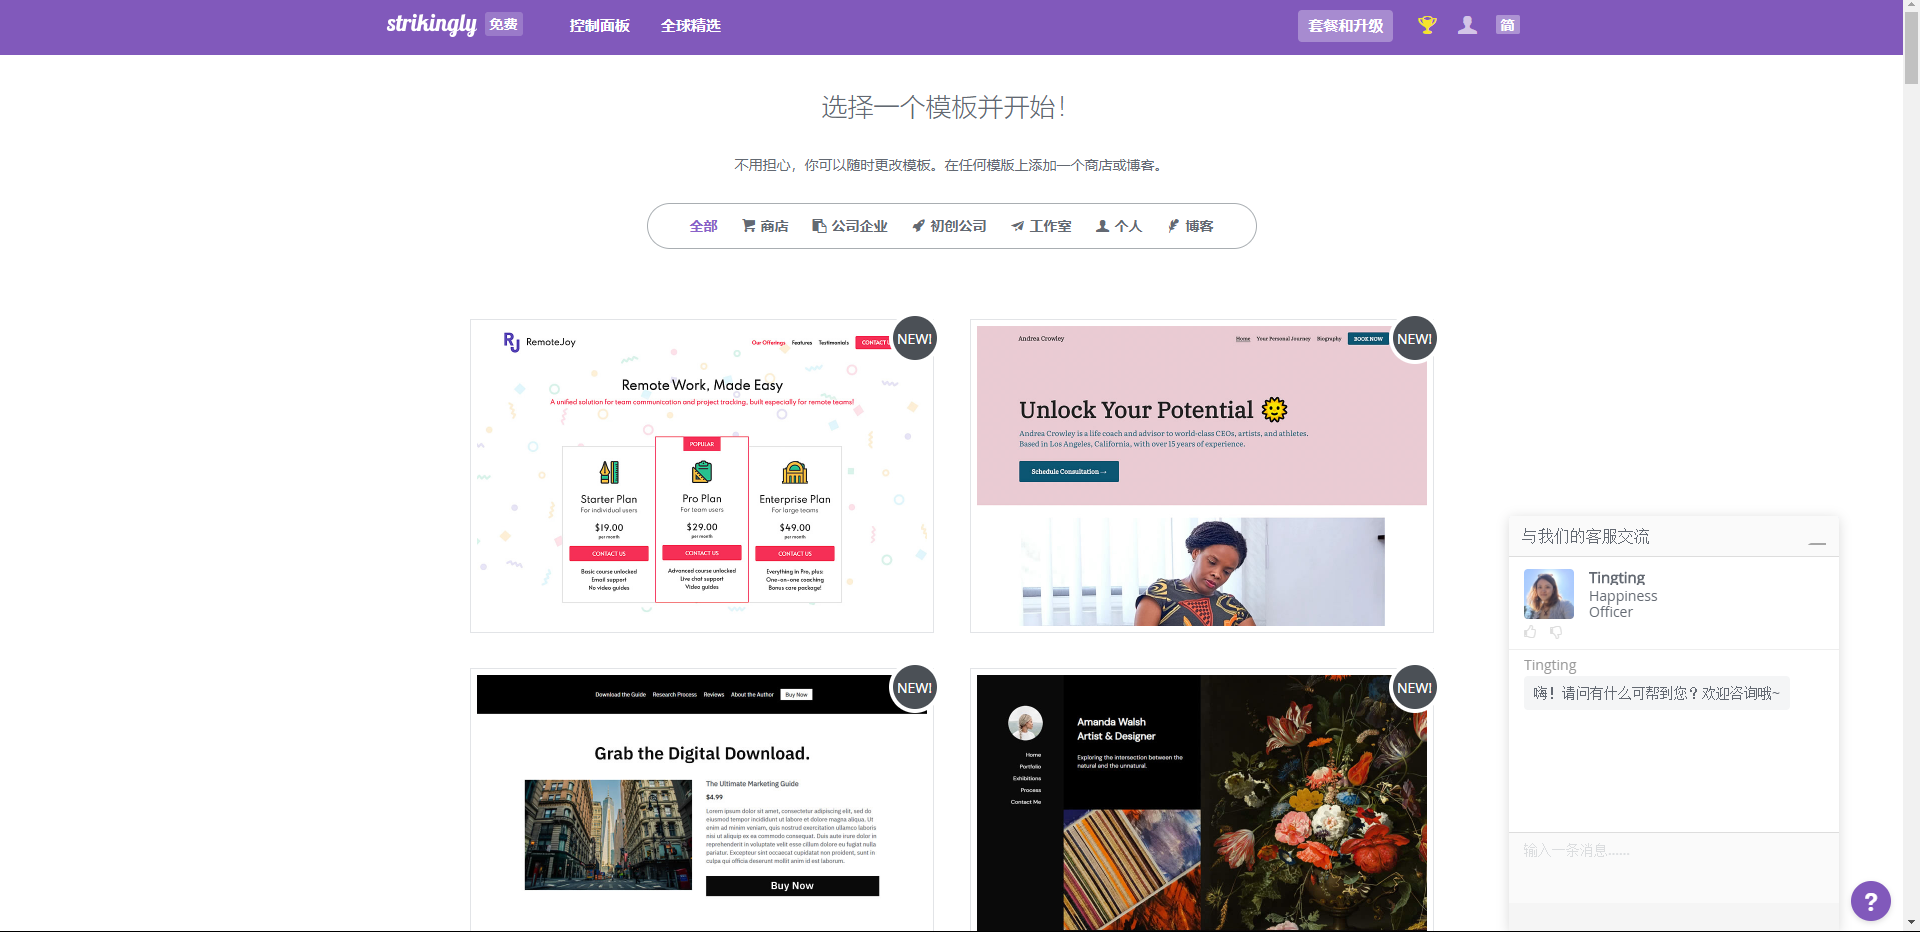 strikingly 免费 控制面板 全球精选 套餐和升级 简
选择一个模板并开始！
不用担心，你可以随时更改模板。在任何模版上添加一个商店或博客。
全部 商店 公司企业 初创公司 工作室 个人 博客
NEW!
RJ RemoteJoy Our Offerings Features Testimonials CONTACT U
Remote Work, Made Easy
A unified solution for team communication and project tracking, built especially for remote teams!
Starter Plan
For individual users
$19.00
per month
CONTACT US
Basic course unlocked
Email support
No video guides
POPULAR
Pro Plan
For team users
$29.00
per month
CONTACT US
Advanced course unlocked
Live chat support
Video guides
Enterprise Plan
For large teams
$49.00
per month
CONTACT US
Everything in Pro, plus:
One-on-one coaching
Bonus care package!
NEW!
Andrea Crowley Home Your Personal Journey Biography BOOK NOW
Unlock Your Potential
Andrea Crowley is a life coach and advisor to world-class CEOs, artists, and athletes.
Based in Los Angeles, California, with over 15 years of experience.
Schedule Consultation →
NEW!
Download the Guide Research Process Reviews About the Author Buy Now
Grab the Digital Download.
The Ultimate Marketing Guide
$4.99
Lorem ipsum dolor sit amet, consectetur adipiscing elit, sed do
eiusmod tempor incididunt ut labore et dolore magna aliqua. Ut
enim ad minim veniam, quis nostrud exercitation ullamco laboris
nisi ut aliquip ex ea commodo consequat. Duis aute irure dolor in
reprehenderit in voluptate velit esse cillum dolore eu fugiat nulla
pariatur. Excepteur sint occaecat cupidatat non proident, sunt in
culpa qui officia deserunt mollit anim id est laborum.
Buy Now
NEW!
Amanda Walsh
Artist & Designer
Exploring the intersection between the
natural and the unnatural.
Home
Portfolio
Exhibitions
Process
Contact Me
与我们的客服交流
Tingting
Happiness
Officer
Tingting
嗨！请问有什么可帮到您？欢迎咨询哦~
输入一条消息......
?